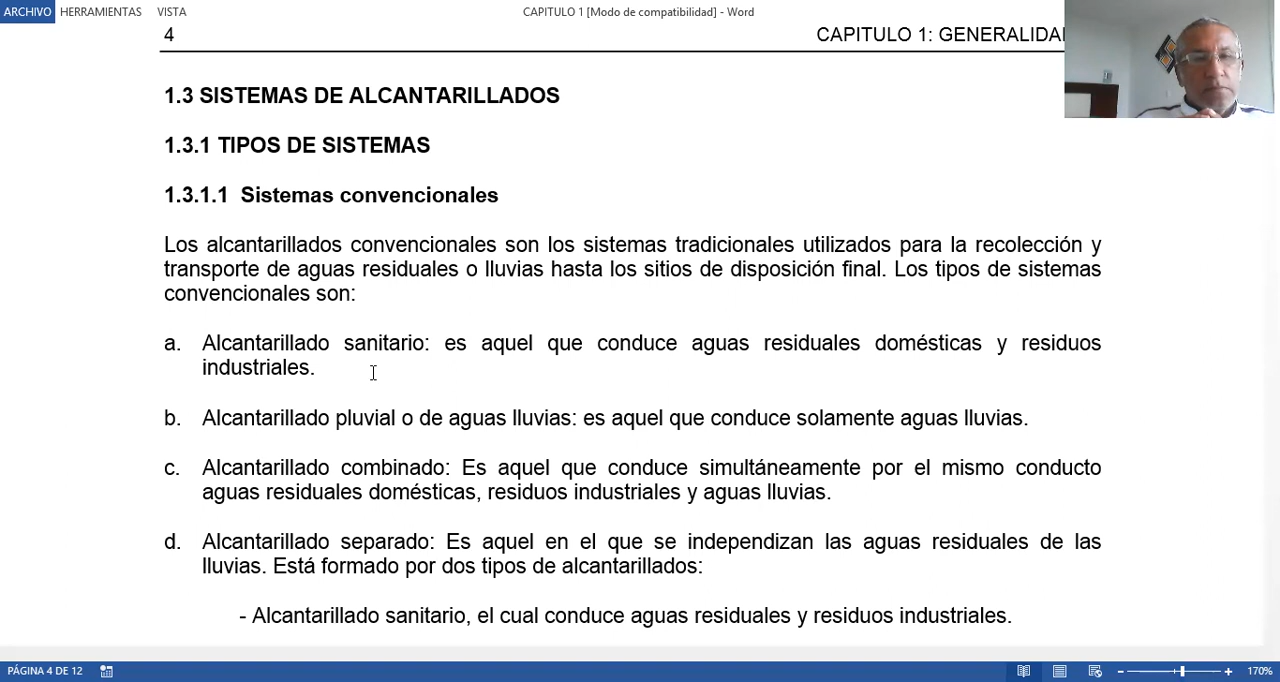 ARCHIVO HERRAMIENTAS VISTA CAPITULO 1 [Modo de compatibilidad] - Word
4 CAPITULO 1: GENERALIDA
1.3 SISTEMAS DE ALCANTARILLADOS
1.3.1 TIPOS DE SISTEMAS
1.3.1.1 Sistemas convencionales
Los alcantarillados convencionales son los sistemas tradicionales utilizados para la recolección y
transporte de aguas residuales o lluvias hasta los sitios de disposición final. Los tipos de sistemas
convencionales son:
a. Alcantarillado sanitario: es aquel que conduce aguas residuales domésticas y residuos
industriales.
b. Alcantarillado pluvial o de aguas lluvias: es aquel que conduce solamente aguas lluvias.
c. Alcantarillado combinado: Es aquel que conduce simultáneamente por el mismo conducto
aguas residuales domésticas, residuos industriales y aguas lluvias.
d. Alcantarillado separado: Es aquel en el que se independizan las aguas residuales de las
lluvias. Está formado por dos tipos de alcantarillados:
- Alcantarillado sanitario, el cual conduce aguas residuales y residuos industriales.
PÁGINA 4 DE 12 170%